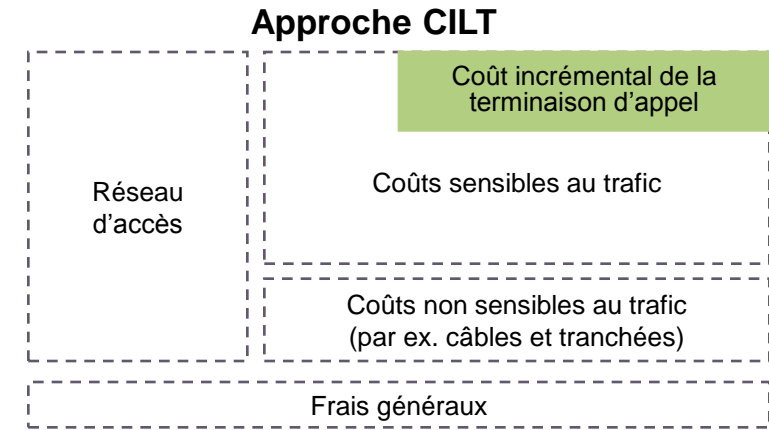 Approche CILT
Coût incrémental de la
terminaison d'appel
Réseau
d'accès
Coûts sensibles au trafic
Coûts non sensibles au trafic
(par ex. câbles et tranchées)
Frais généraux